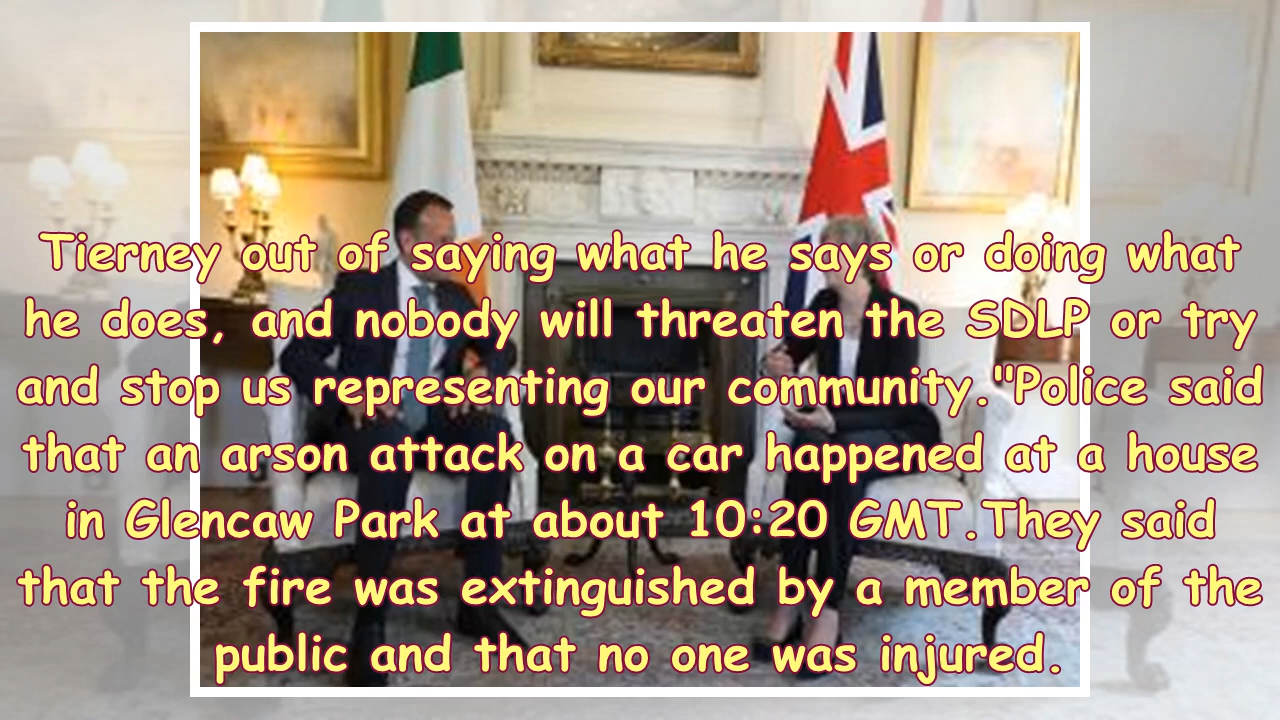 Tierney out of saying what he says or doing what
he does, and nobody will threaten the SDLP or try
and stop us representing our community."Police said
that an arson attack on a car happened at a house
in Glencaw Park at about 10:20 GMT.They said
that the fire was extinguished by a member of the
public and that no one was injured.